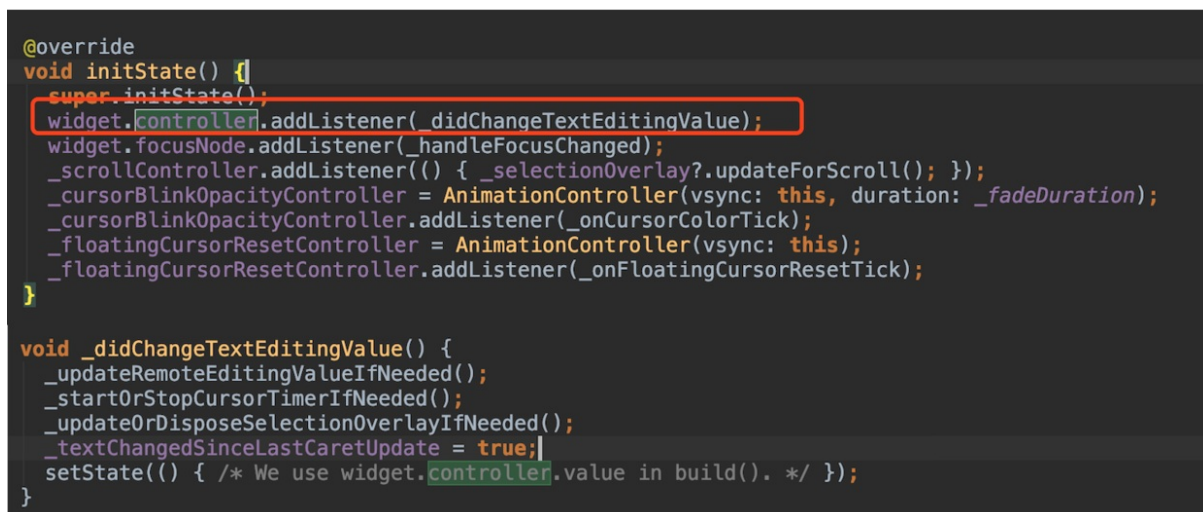 @override
void initState() {
super.initState();
widget.controller.addListener(_didChangeTextEditingValue);
widget.focusNode.addListener(_handleFocusChanged);
_scrollController.addListener(() { _selectionOverlay?.updateForScroll(); });
_cursorBlinkOpacityController = AnimationController(vsync: this, duration: _fadeDuration);
_cursorBlinkOpacityController.addListener(_onCursorColorTick);
_floatingCursorResetController = AnimationController(vsync: this);
_floatingCursorResetController.addListener(_onFloatingCursorResetTick);
}
void _didChangeTextEditingValue() {
_updateRemoteEditingValueIfNeeded();
_startOrStopCursorTimerIfNeeded();
_updateOrDisposeSelectionOverlayIfNeeded();
_textChangedSinceLastCaretUpdate = true;
setState(() { /* We use widget.controller.value in build(). */ });
}